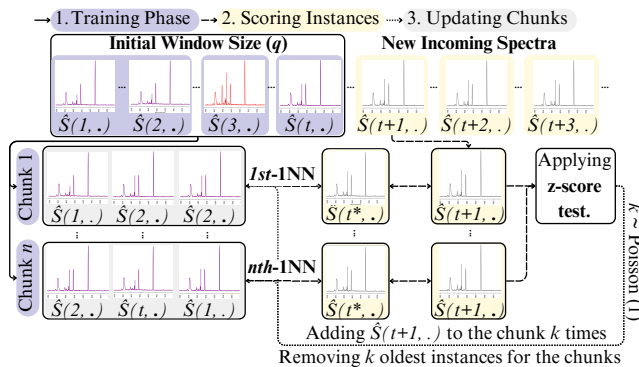 1. Training Phase 2. Scoring Instances 3. Updating Chunks
Initial Window Size (q) New Incoming Spectra
... ... ... ... ... ...
Ŝ(1, .) Ŝ(2, .) Ŝ(3, .) Ŝ(t, .) Ŝ(t+1, .) Ŝ(t+2, .) Ŝ(t+3, .)
Chunk 1
Ŝ(1, .) Ŝ(2, .) Ŝ(2, .)
1st-1NN
Ŝ(t*, .) Ŝ(t+1, .)
Applying
z-score
test.
Chunk n
Ŝ(2, .) Ŝ(t, .) Ŝ(1, .)
nth-1NN
Ŝ(t*, .) Ŝ(t+1, .)
k ~ Poisson (1)
Adding Ŝ(t+1, .) to the chunk k times
Removing k oldest instances for the chunks